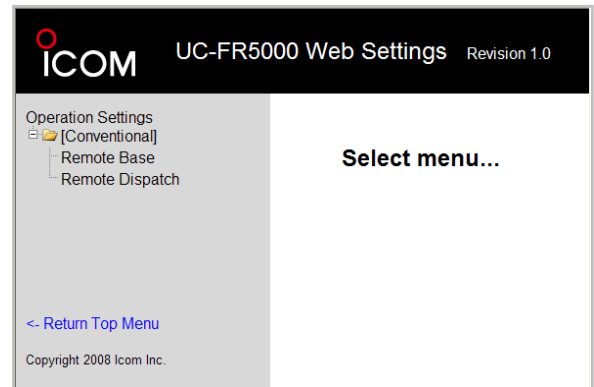 ICOM UC-FR5000 Web Settings Revision 1.0
Operation Settings
[Conventional]
Remote Base
Remote Dispatch
Select menu...
<- Return Top Menu
Copyright 2008 Icom Inc.